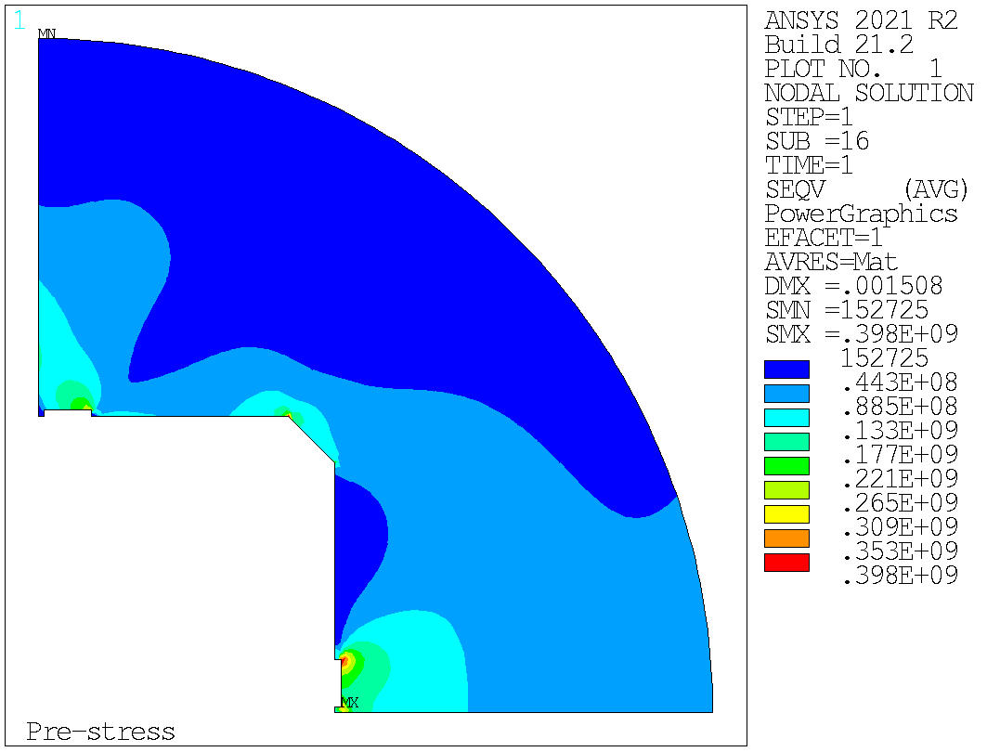 1
MN
MX
Pre-stress
ANSYS 2021 R2
Build 21.2
PLOT NO.   1
NODAL SOLUTION
STEP=1
SUB =16
TIME=1
SEQV     (AVG)
PowerGraphics
EFACET=1
AVRES=Mat
DMX =.001508
SMN =152725
SMX =.398E+09
152725
.443E+08
.885E+08
.133E+09
.177E+09
.221E+09
.265E+09
.309E+09
.353E+09
.398E+09